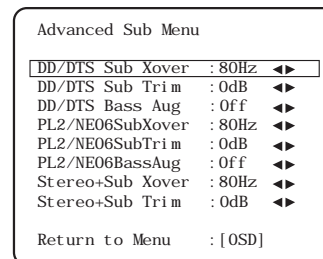 Advanced Sub Menu
DD/DTS Sub Xover :80Hz ◄►
DD/DTS Sub Trim :0dB ◄►
DD/DTS Bass Aug :Off ◄►
PL2/NEO6SubXover :80Hz ◄►
PL2/NEO6SubTrim :0dB ◄►
PL2/NEO6BassAug :Off ◄►
Stereo+Sub Xover :80Hz ◄►
Stereo+Sub Trim :0dB ◄►
Return to Menu :[OSD]